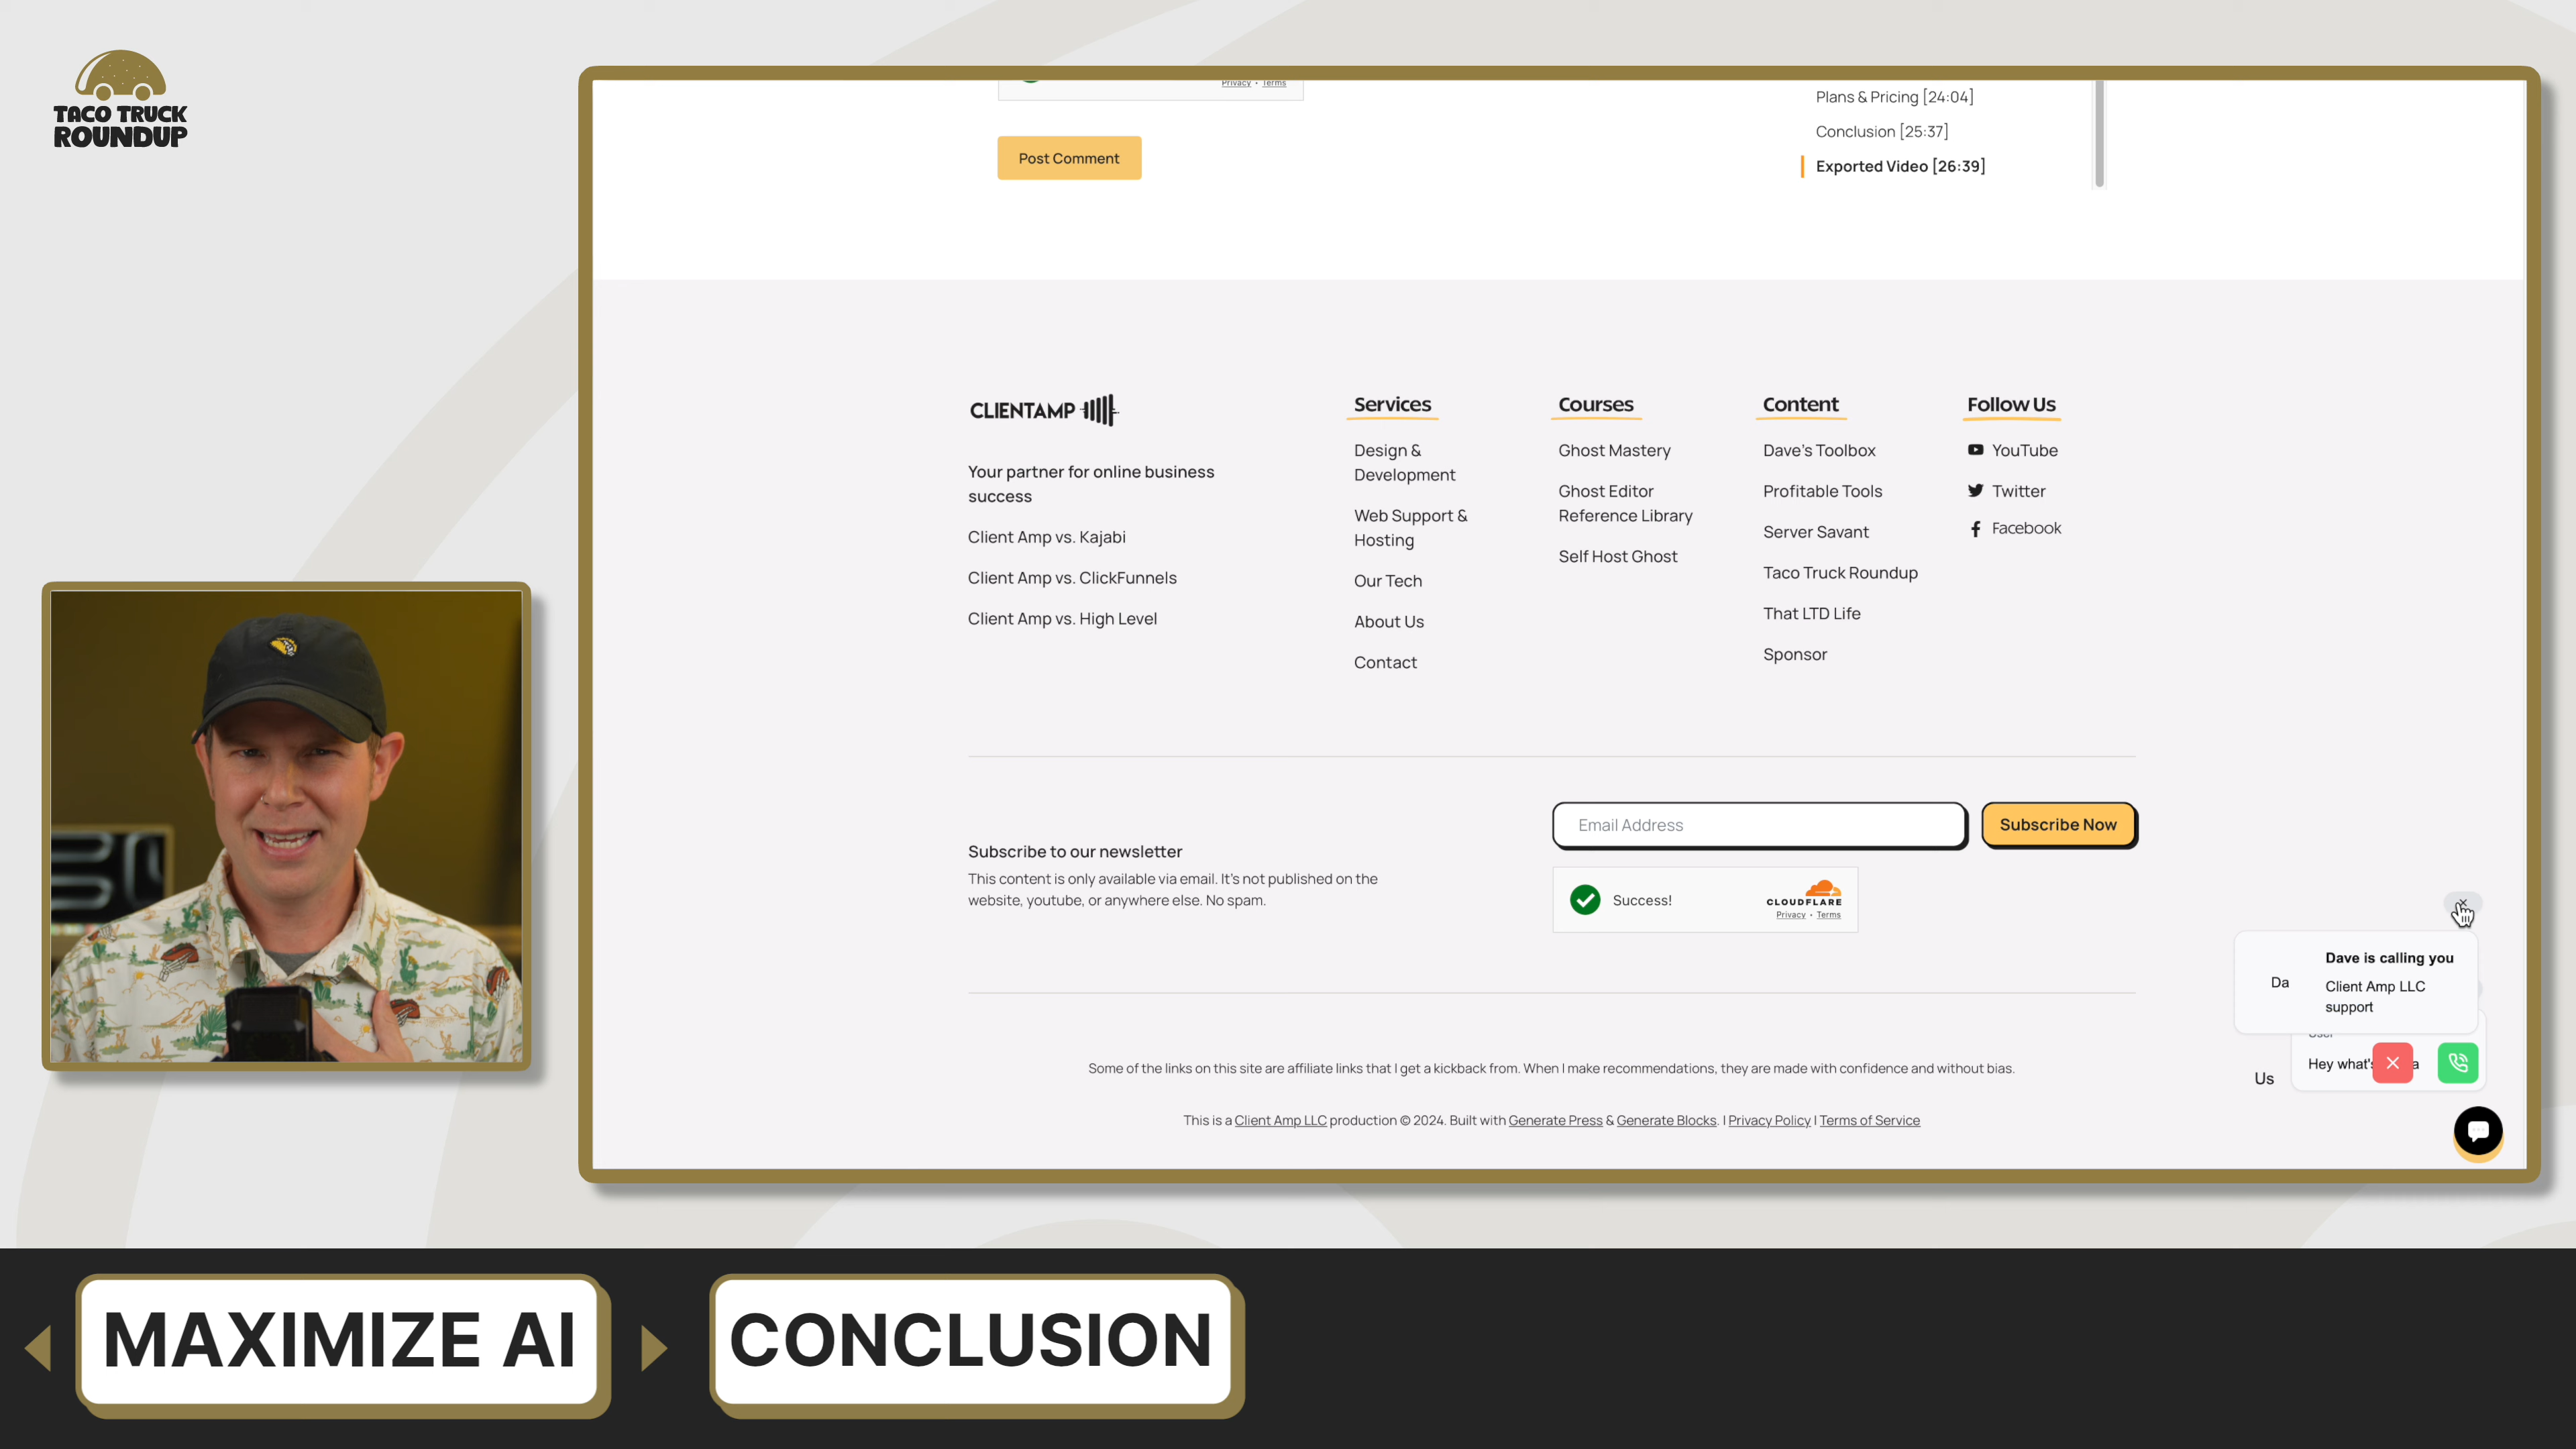 TACO TRUCK
ROUNDUP
Privacy • Terms
Post Comment
Plans & Pricing [24:04]
Conclusion [25:37]
Exported Video [26:39]
CLIENTAMP
Your partner for online business
success
Client Amp vs. Kajabi
Client Amp vs. ClickFunnels
Client Amp vs. High Level
Services
Design &
Development
Web Support &
Hosting
Our Tech
About Us
Contact
Courses
Ghost Mastery
Ghost Editor
Reference Library
Self Host Ghost
Content
Dave's Toolbox
Profitable Tools
Server Savant
Taco Truck Roundup
That LTD Life
Sponsor
Follow Us
YouTube
Twitter
Facebook
Subscribe to our newsletter
This content is only available via email. It's not published on the
website, youtube, or anywhere else. No spam.
Email Address
Subscribe Now
Success!
CLOUDFLARE
Privacy • Terms
Da
Dave is calling you
Client Amp LLC
support
Us
Hey what's
Some of the links on this site are affiliate links that I get a kickback from. When I make recommendations, they are made with confidence and without bias.
This is a Client Amp LLC production © 2024. Built with Generate Press & Generate Blocks. | Privacy Policy | Terms of Service
MAXIMIZE AI
CONCLUSION